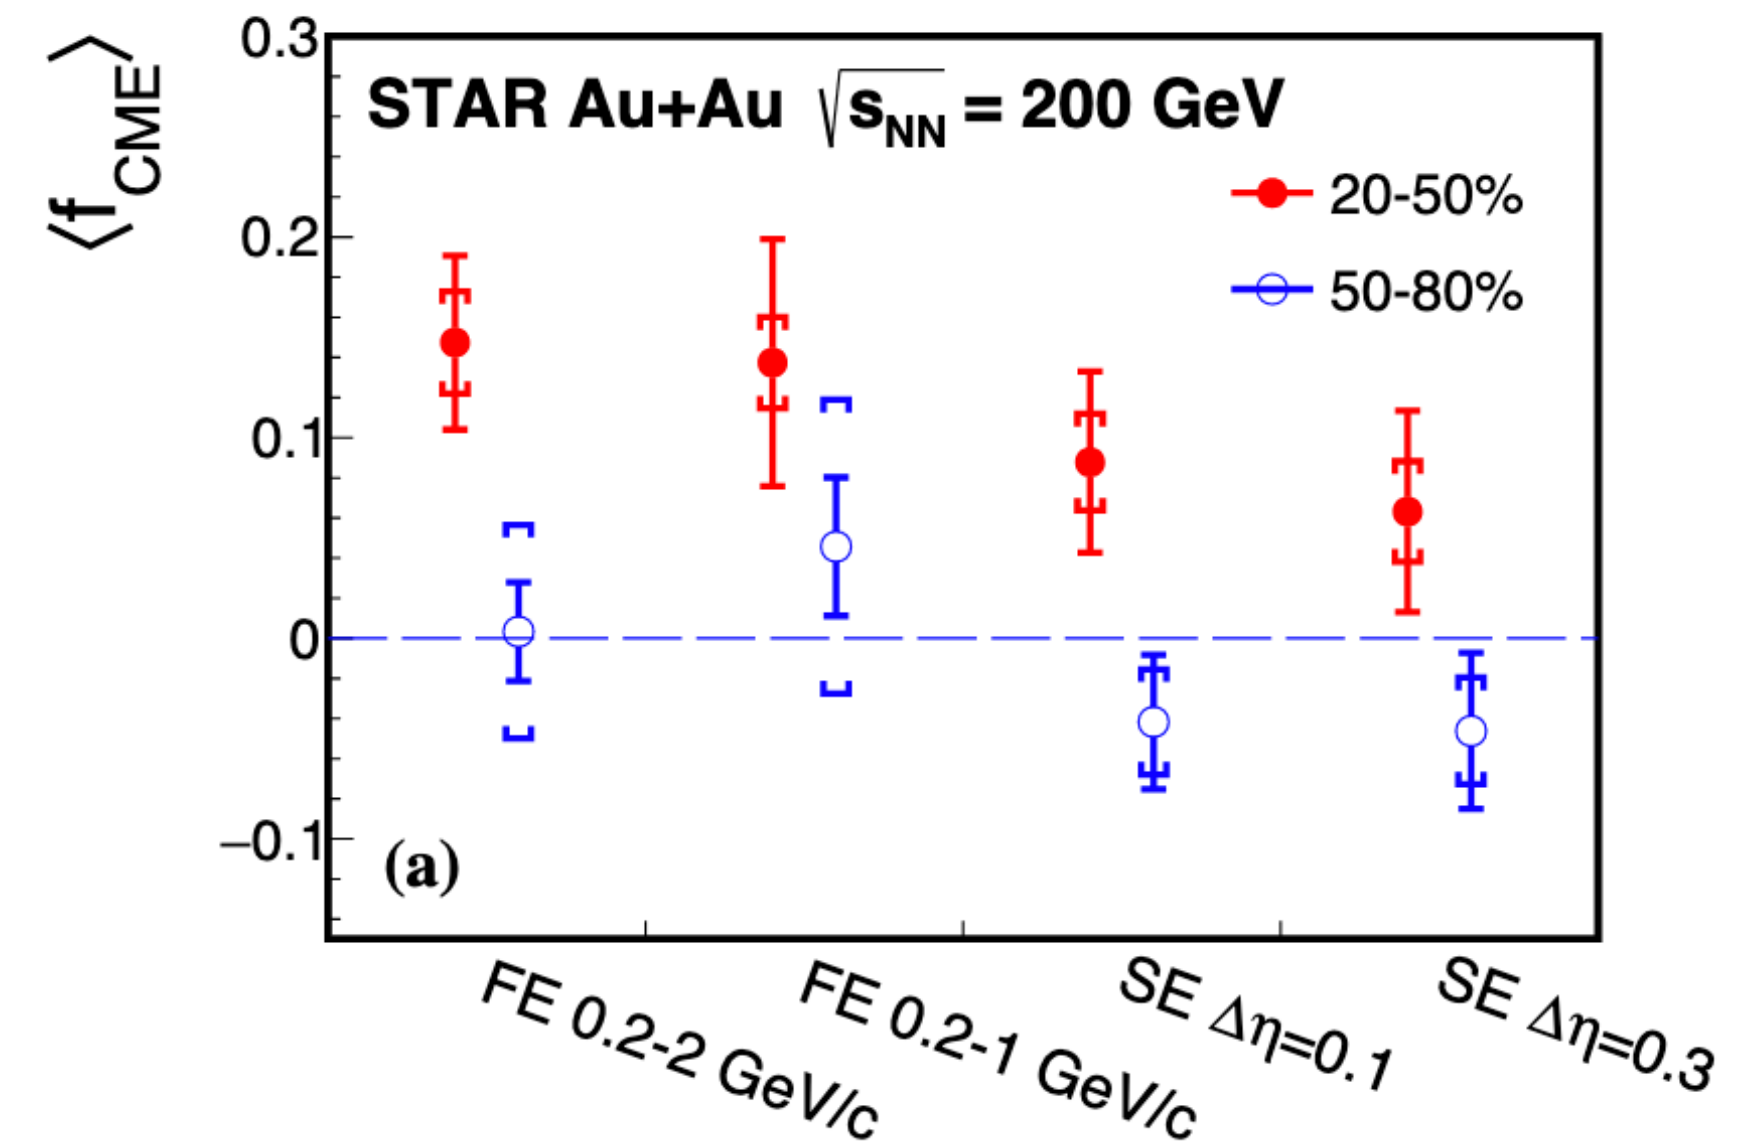 ⟨f_CME⟩
0.3
0.2
0.1
0
−0.1
STAR Au+Au √s_NN = 200 GeV
20-50%
50-80%
(a)
FE 0.2-2 GeV/c
FE 0.2-1 GeV/c
SE Δη=0.1
SE Δη=0.3